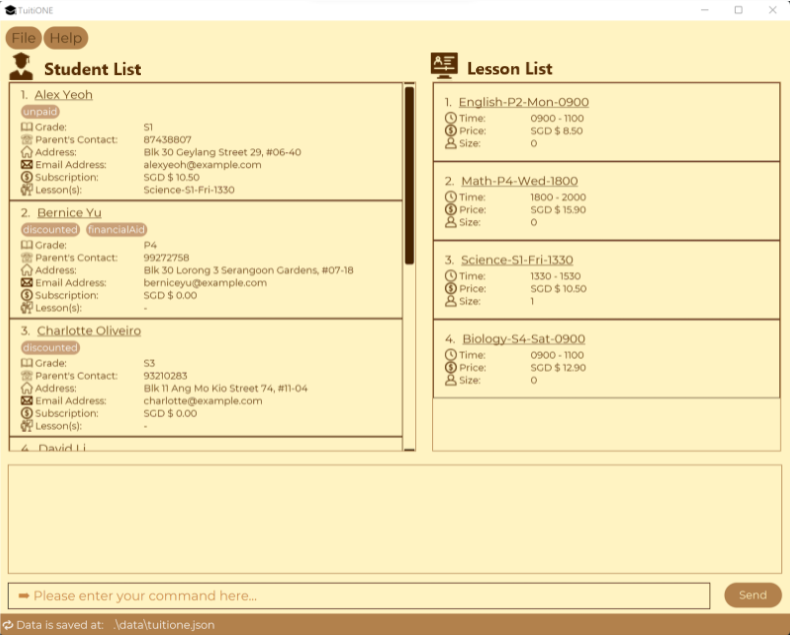 TuitiONE
File Help
Student List
1. Alex Yeoh
unpaid
Grade: S1
Parent's Contact: 87438807
Address: Blk 30 Geylang Street 29, #06-40
Email Address: alexyeoh@example.com
Subscription: SGD $ 10.50
Lesson(s): Science-S1-Fri-1330
2. Bernice Yu
discounted financialAid
Grade: P4
Parent's Contact: 99272758
Address: Blk 30 Lorong 3 Serangoon Gardens, #07-18
Email Address: berniceyu@example.com
Subscription: SGD $ 0.00
Lesson(s): -
3. Charlotte Oliveiro
discounted
Grade: S3
Parent's Contact: 93210283
Address: Blk 11 Ang Mo Kio Street 74, #11-04
Email Address: charlotte@example.com
Subscription: SGD $ 0.00
Lesson(s): -
4. David Li
Lesson List
1. English-P2-Mon-0900
Time: 0900 - 1100
Price: SGD $ 8.50
Size: 0
2. Math-P4-Wed-1800
Time: 1800 - 2000
Price: SGD $ 15.90
Size: 0
3. Science-S1-Fri-1330
Time: 1330 - 1530
Price: SGD $ 10.50
Size: 1
4. Biology-S4-Sat-0900
Time: 0900 - 1100
Price: SGD $ 12.90
Size: 0
Please enter your command here...
Send
Data is saved at: .\data\tuitione.json